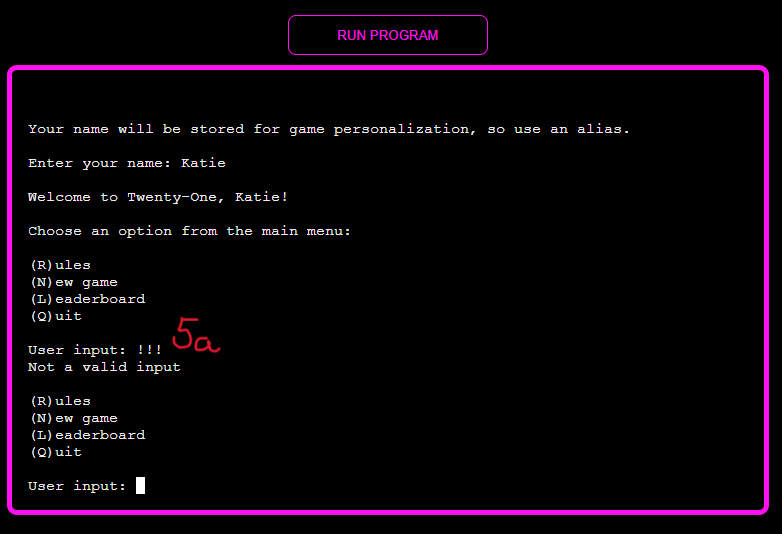 RUN PROGRAM
Your name will be stored for game personalization, so use an alias.
Enter your name: Katie
Welcome to Twenty-One, Katie!
Choose an option from the main menu:
(R)ules
(N)ew game
(L)eaderboard
(Q)uit
5a
User input: !!!
Not a valid input
(R)ules
(N)ew game
(L)eaderboard
(Q)uit
User input: